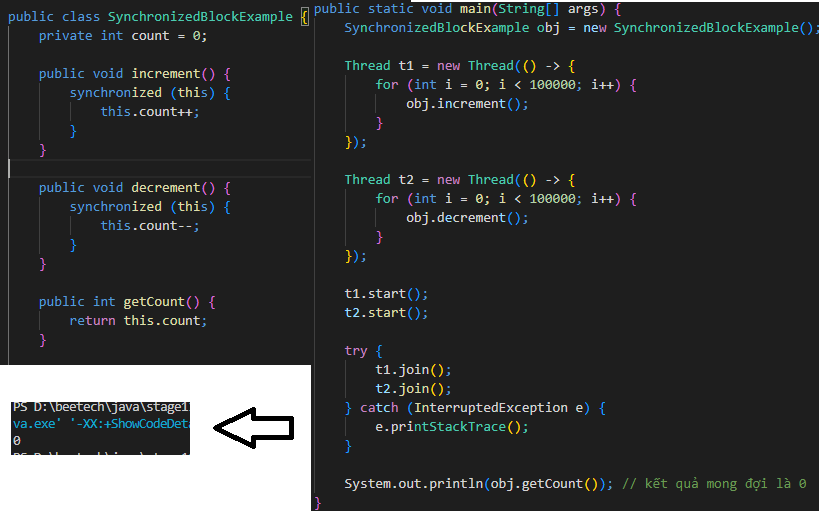 public class SynchronizedBlockExample {
    private int count = 0;
    public void increment() {
        synchronized (this) {
            this.count++;
        }
    }
    public void decrement() {
        synchronized (this) {
            this.count--;
        }
    }
    public int getCount() {
        return this.count;
    }
public static void main(String[] args) {
    SynchronizedBlockExample obj = new SynchronizedBlockExample();
    Thread t1 = new Thread(() -> {
        for (int i = 0; i < 100000; i++) {
            obj.increment();
        }
    });
    Thread t2 = new Thread(() -> {
        for (int i = 0; i < 100000; i++) {
            obj.decrement();
        }
    });
    t1.start();
    t2.start();
    try {
        t1.join();
        t2.join();
    } catch (InterruptedException e) {
        e.printStackTrace();
    }
    System.out.println(obj.getCount()); // kết quả mong đợi là 0
}
PS D:\beetech\java\stage1
va.exe' '-XX:+ShowCodeDeta
0